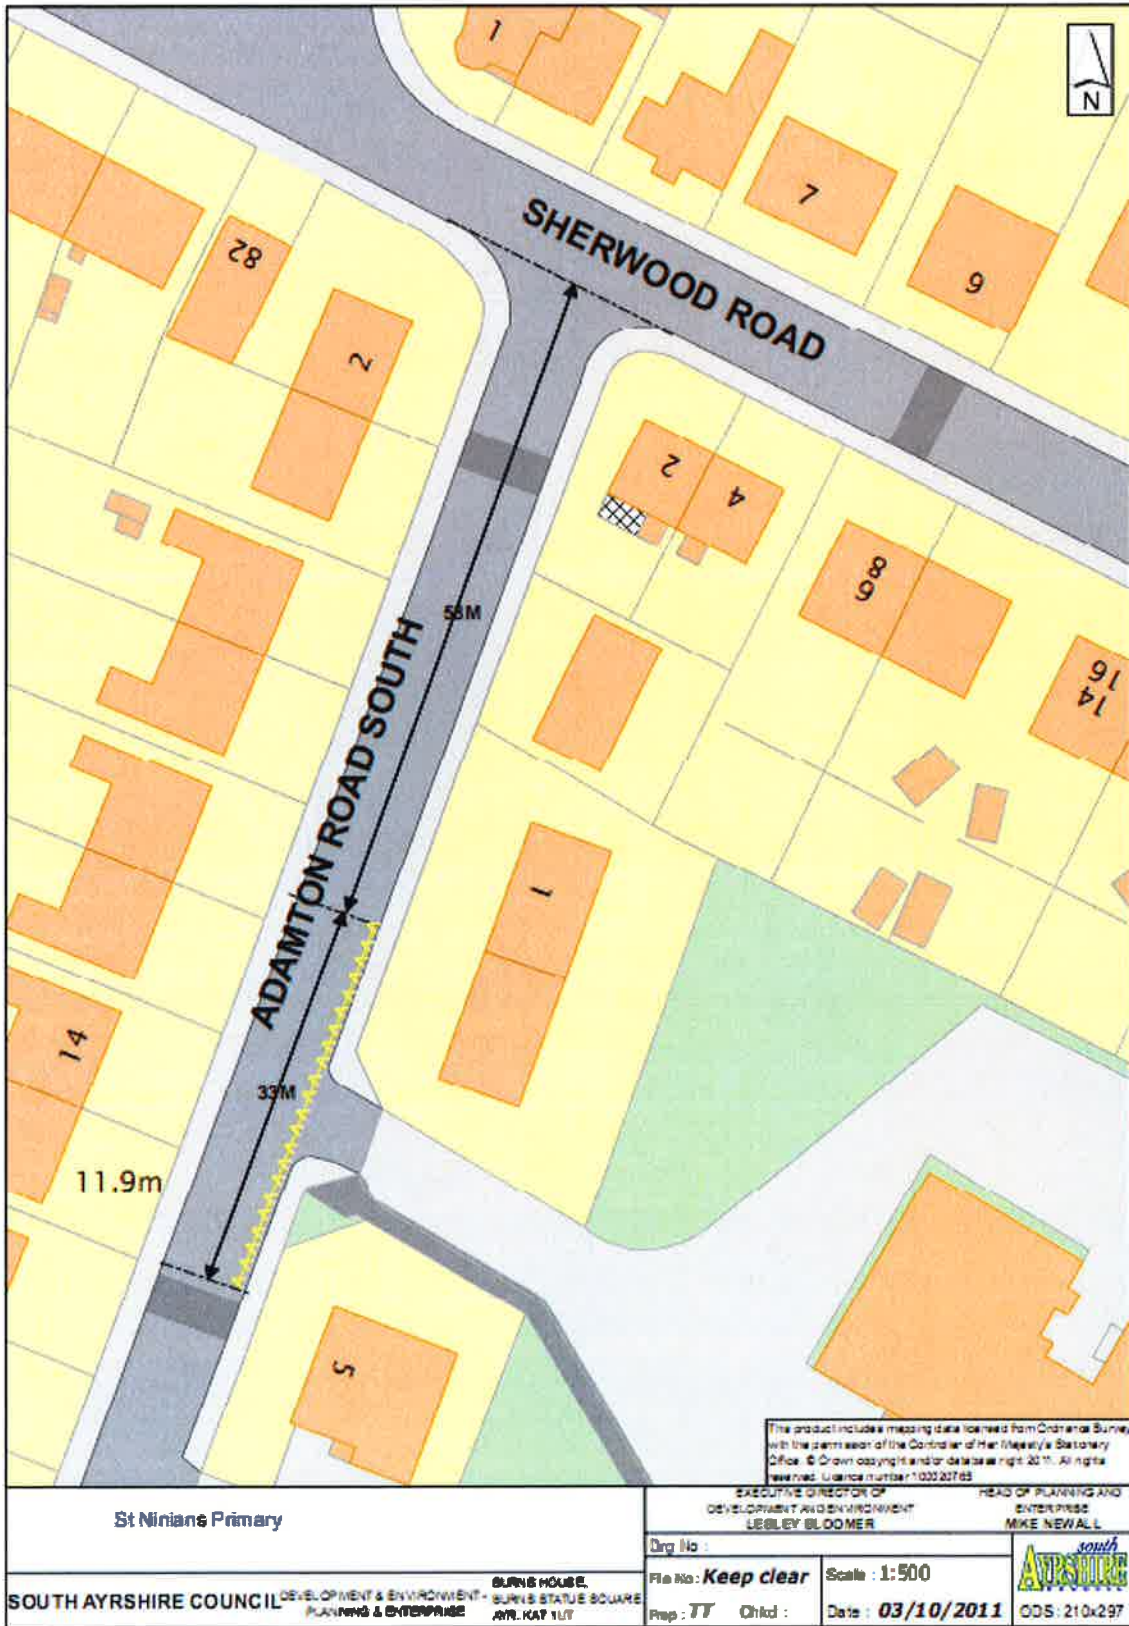 1
N
7
9
SHERWOOD ROAD
82
2
2
4
6
8
14
16
53M
ADAMTON ROAD SOUTH
1
14
33M
11.9m
5
This product includes mapping data licensed from Ordnance Survey
with the permission of the Controller of Her Majesty's Stationary
Office. © Crown copyright and/or database right 2011. All rights
reserved. Licence number 100020765
St Ninians Primary
EXECUTIVE DIRECTOR OF
DEVELOPMENT AND ENVIRONMENT
LESLEY BLOOMER
HEAD OF PLANNING AND
ENTERPRISE
MIKE NEWALL
Drg No :
File No: Keep clear
Scale : 1:500
Prep : TT Chkd :
Date : 03/10/2011
south
AYRSHIRE
ODS : 210x297
SOUTH AYRSHIRE COUNCIL
DEVELOPMENT & ENVIRONMENT -
PLANNING & ENTERPRISE
BURNS HOUSE,
BURNS STATUE SQUARE,
AYR. KA7 1UT